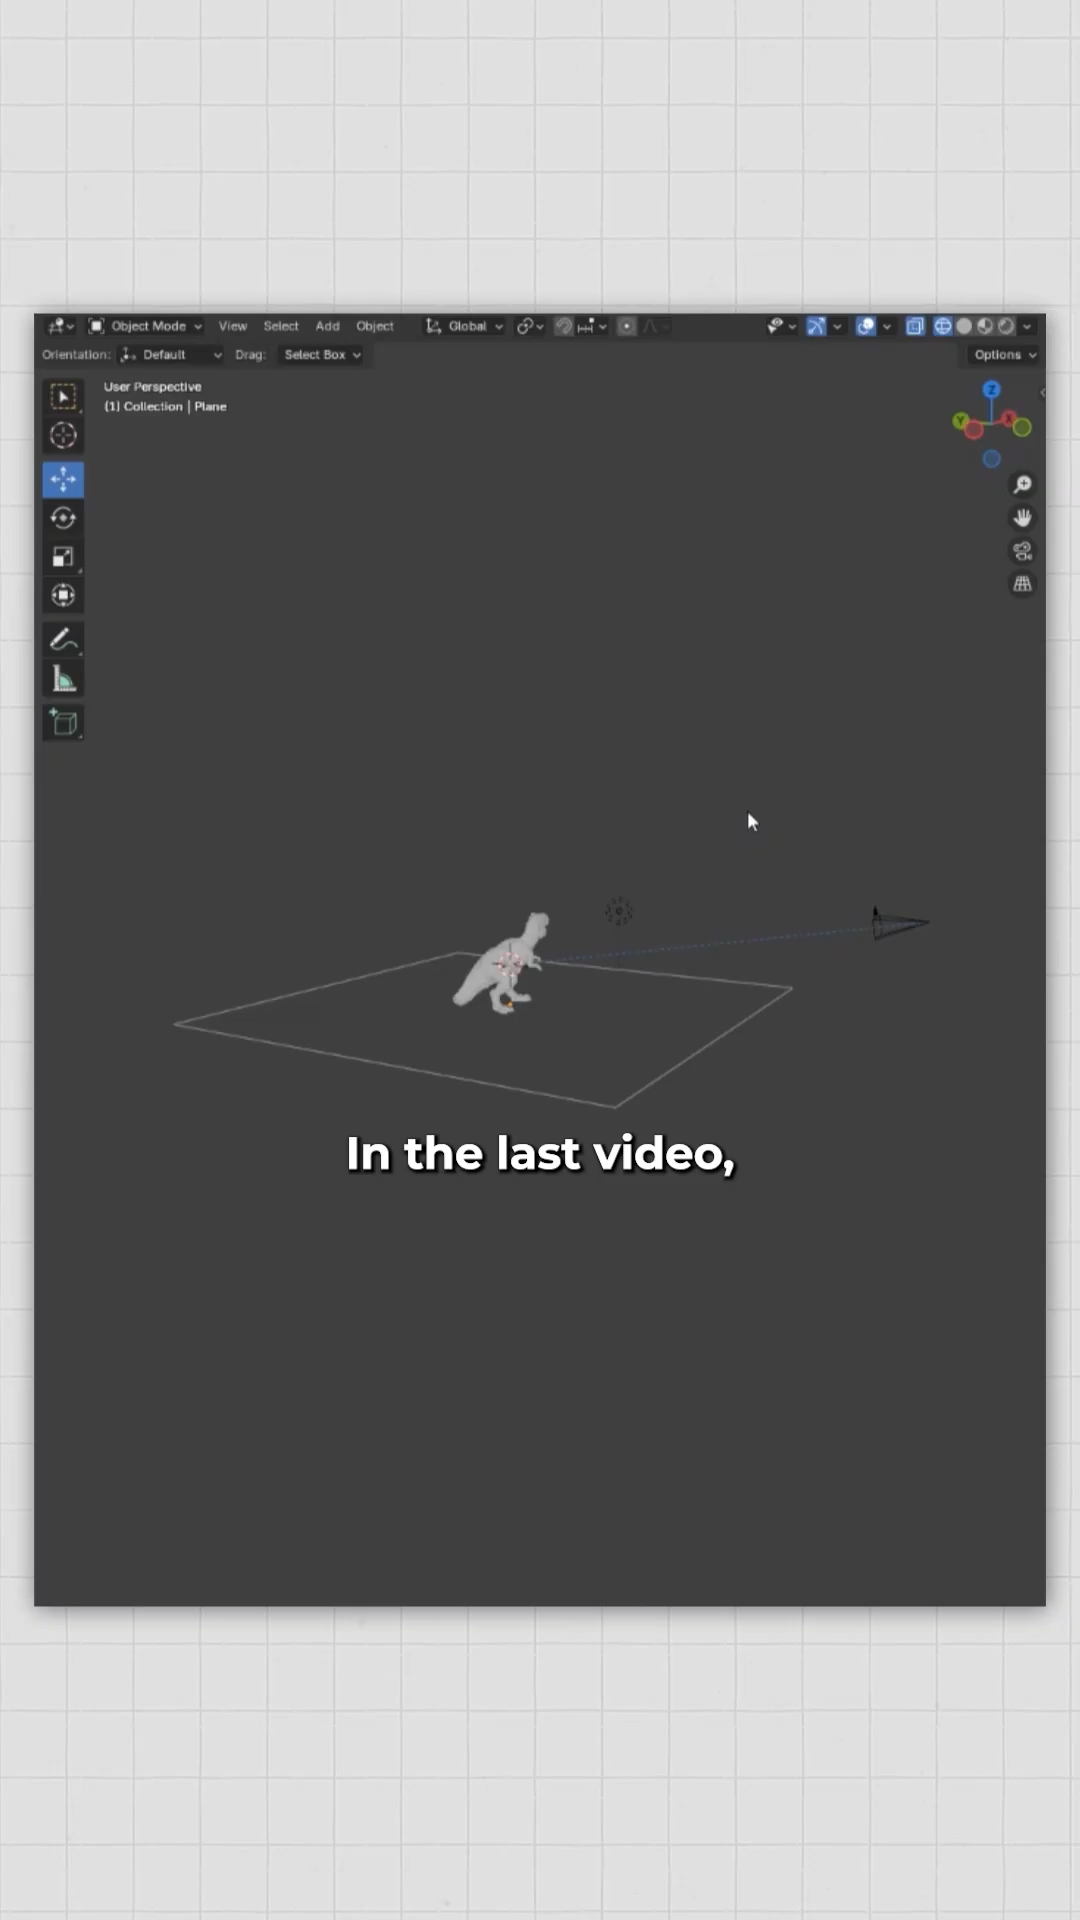 Object Mode View Select Add Object Global
Orientation: Default Drag: Select Box Options
User Perspective
(1) Collection | Plane
Z
Y X
In the last video,